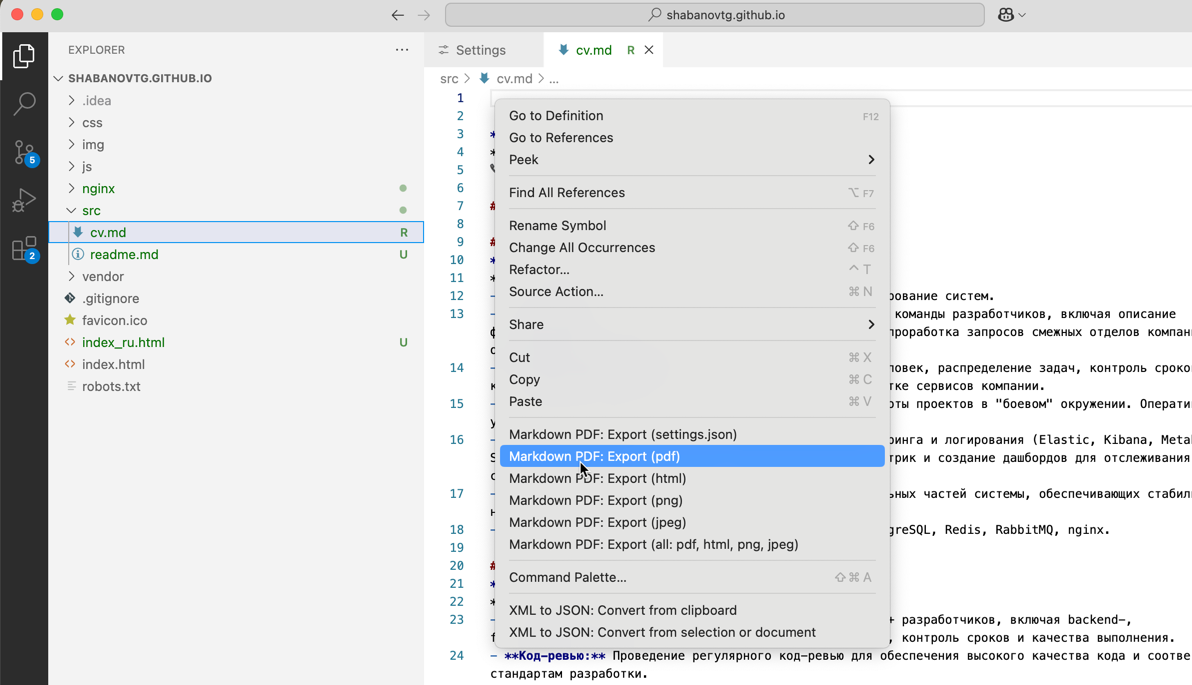 shabanovtg.github.io
EXPLORER
SHABANOVTG.GITHUB.IO
.idea
css
img
js
nginx
src
cv.md R
readme.md U
vendor
.gitignore
favicon.ico
index_ru.html U
index.html
robots.txt
5
2
Settings
cv.md R
src > cv.md > ...
1
2
3
4
5
6
7 #
8
9 #
10
11
12 -
13 -
14 -
15 -
16 -
17 -
18 -
19
20 #
21
22
23 -
24 - **Код-ревью:** Проведение регулярного код-ревью для обеспечения высокого качества кода и соотве
стандартам разработки.
Go to Definition F12
Go to References
Peek
Find All References ⌥ F7
Rename Symbol ⇧ F6
Change All Occurrences ⇧ F6
Refactor... ^ T
Source Action... ⌘ N
Share
Cut ⌘ X
Copy ⌘ C
Paste ⌘ V
Markdown PDF: Export (settings.json)
Markdown PDF: Export (pdf)
Markdown PDF: Export (html)
Markdown PDF: Export (png)
Markdown PDF: Export (jpeg)
Markdown PDF: Export (all: pdf, html, png, jpeg)
Command Palette... ⇧ ⌘ A
XML to JSON: Convert from clipboard
XML to JSON: Convert from selection or document
рование систем.
команды разработчиков, включая описание
проработка запросов смежных отделов компан
ловек, распределение задач, контроль сроко
тке сервисов компании.
оты проектов в "боевом" окружении. Операти
ринга и логирования (Elastic, Kibana, Meta
трик и создание дашбордов для отслеживания
ьных частей системы, обеспечивающих стабил
greSQL, Redis, RabbitMQ, nginx.
+ разработчиков, включая backend-,
, контроль сроков и качества выполнения.